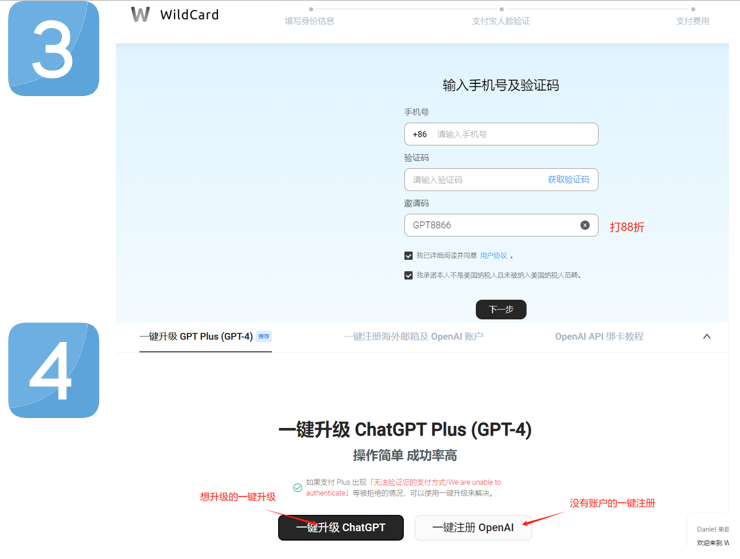 3
WildCard
填写身份信息
支付宝人脸验证
支付费用
输入手机号及验证码
手机号
+86 请输入手机号
验证码
请输入验证码 获取验证码
邀请码
GPT8866
打88折
我已详细阅读并同意 用户协议 。
我承诺本人不是美国纳税人且未被纳入美国纳税人范畴。
下一步
4
一键升级 GPT Plus (GPT-4) 推荐
一键注册海外邮箱及 OpenAI 账户
OpenAI API 绑卡教程
一键升级 ChatGPT Plus (GPT-4)
操作简单 成功率高
如果支付 Plus 出现「无法验证您的支付方式/We are unable to
authenticate」等被拒绝的情况，可以使用一键升级来解决。
想升级的一键升级
没有账户的一键注册
一键升级 ChatGPT
一键注册 OpenAI
Daniel 来自
欢迎来到 W